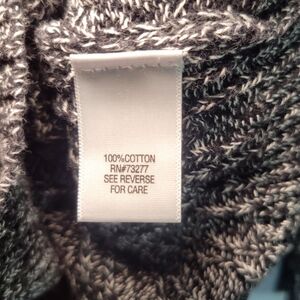 100%COTTON
RN#73277
SEE REVERSE
FOR CARE